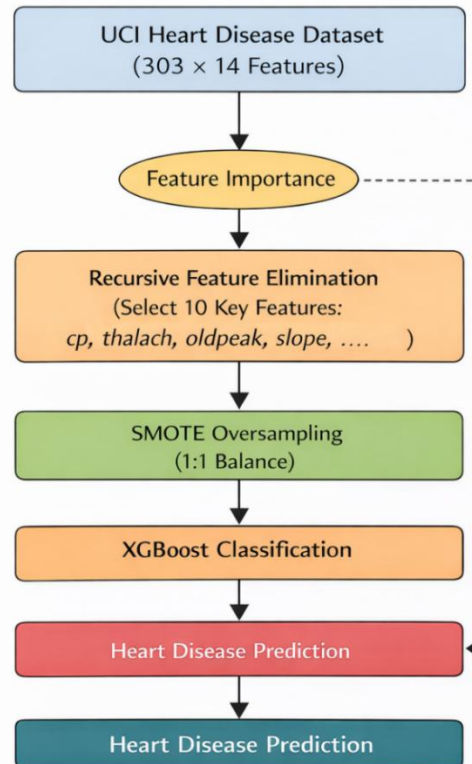 UCI Heart Disease Dataset
(303 × 14 Features)
Feature Importance
Recursive Feature Elimination
(Select 10 Key Features:
cp, thalach, oldpeak, slope, .... )
SMOTE Oversampling
(1:1 Balance)
XGBoost Classification
Heart Disease Prediction
Heart Disease Prediction